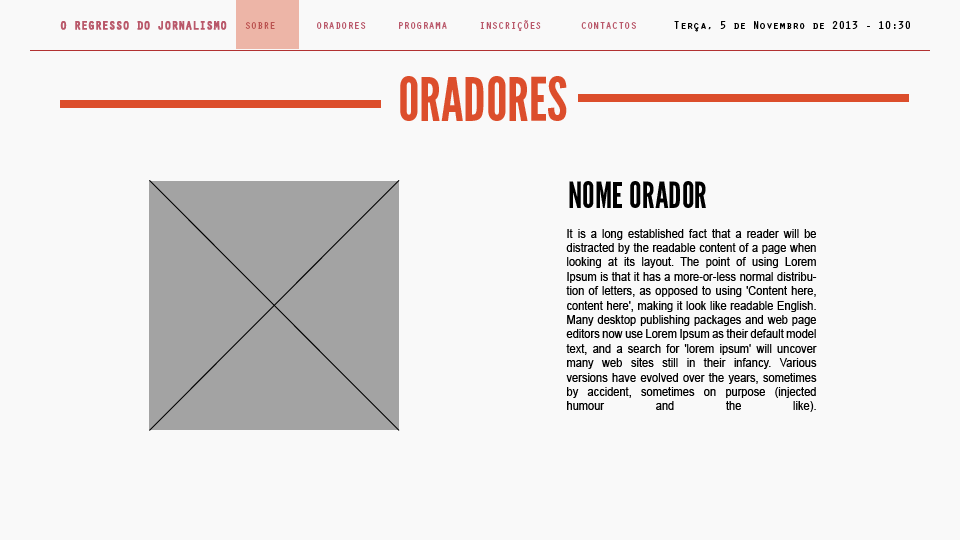 O REGRESSO DO JORNALISMO SOBRE ORADORES PROGRAMA INSCRIÇÕES CONTACTOS Terça, 5 de Novembro de 2013 - 10:30
ORADORES
NOME ORADOR
It is a long established fact that a reader will be
distracted by the readable content of a page when
looking at its layout. The point of using Lorem
Ipsum is that it has a more-or-less normal distribu-
tion of letters, as opposed to using 'Content here,
content here', making it look like readable English.
Many desktop publishing packages and web page
editors now use Lorem Ipsum as their default model
text, and a search for 'lorem ipsum' will uncover
many web sites still in their infancy. Various
versions have evolved over the years, sometimes
by accident, sometimes on purpose (injected
humour and the like).